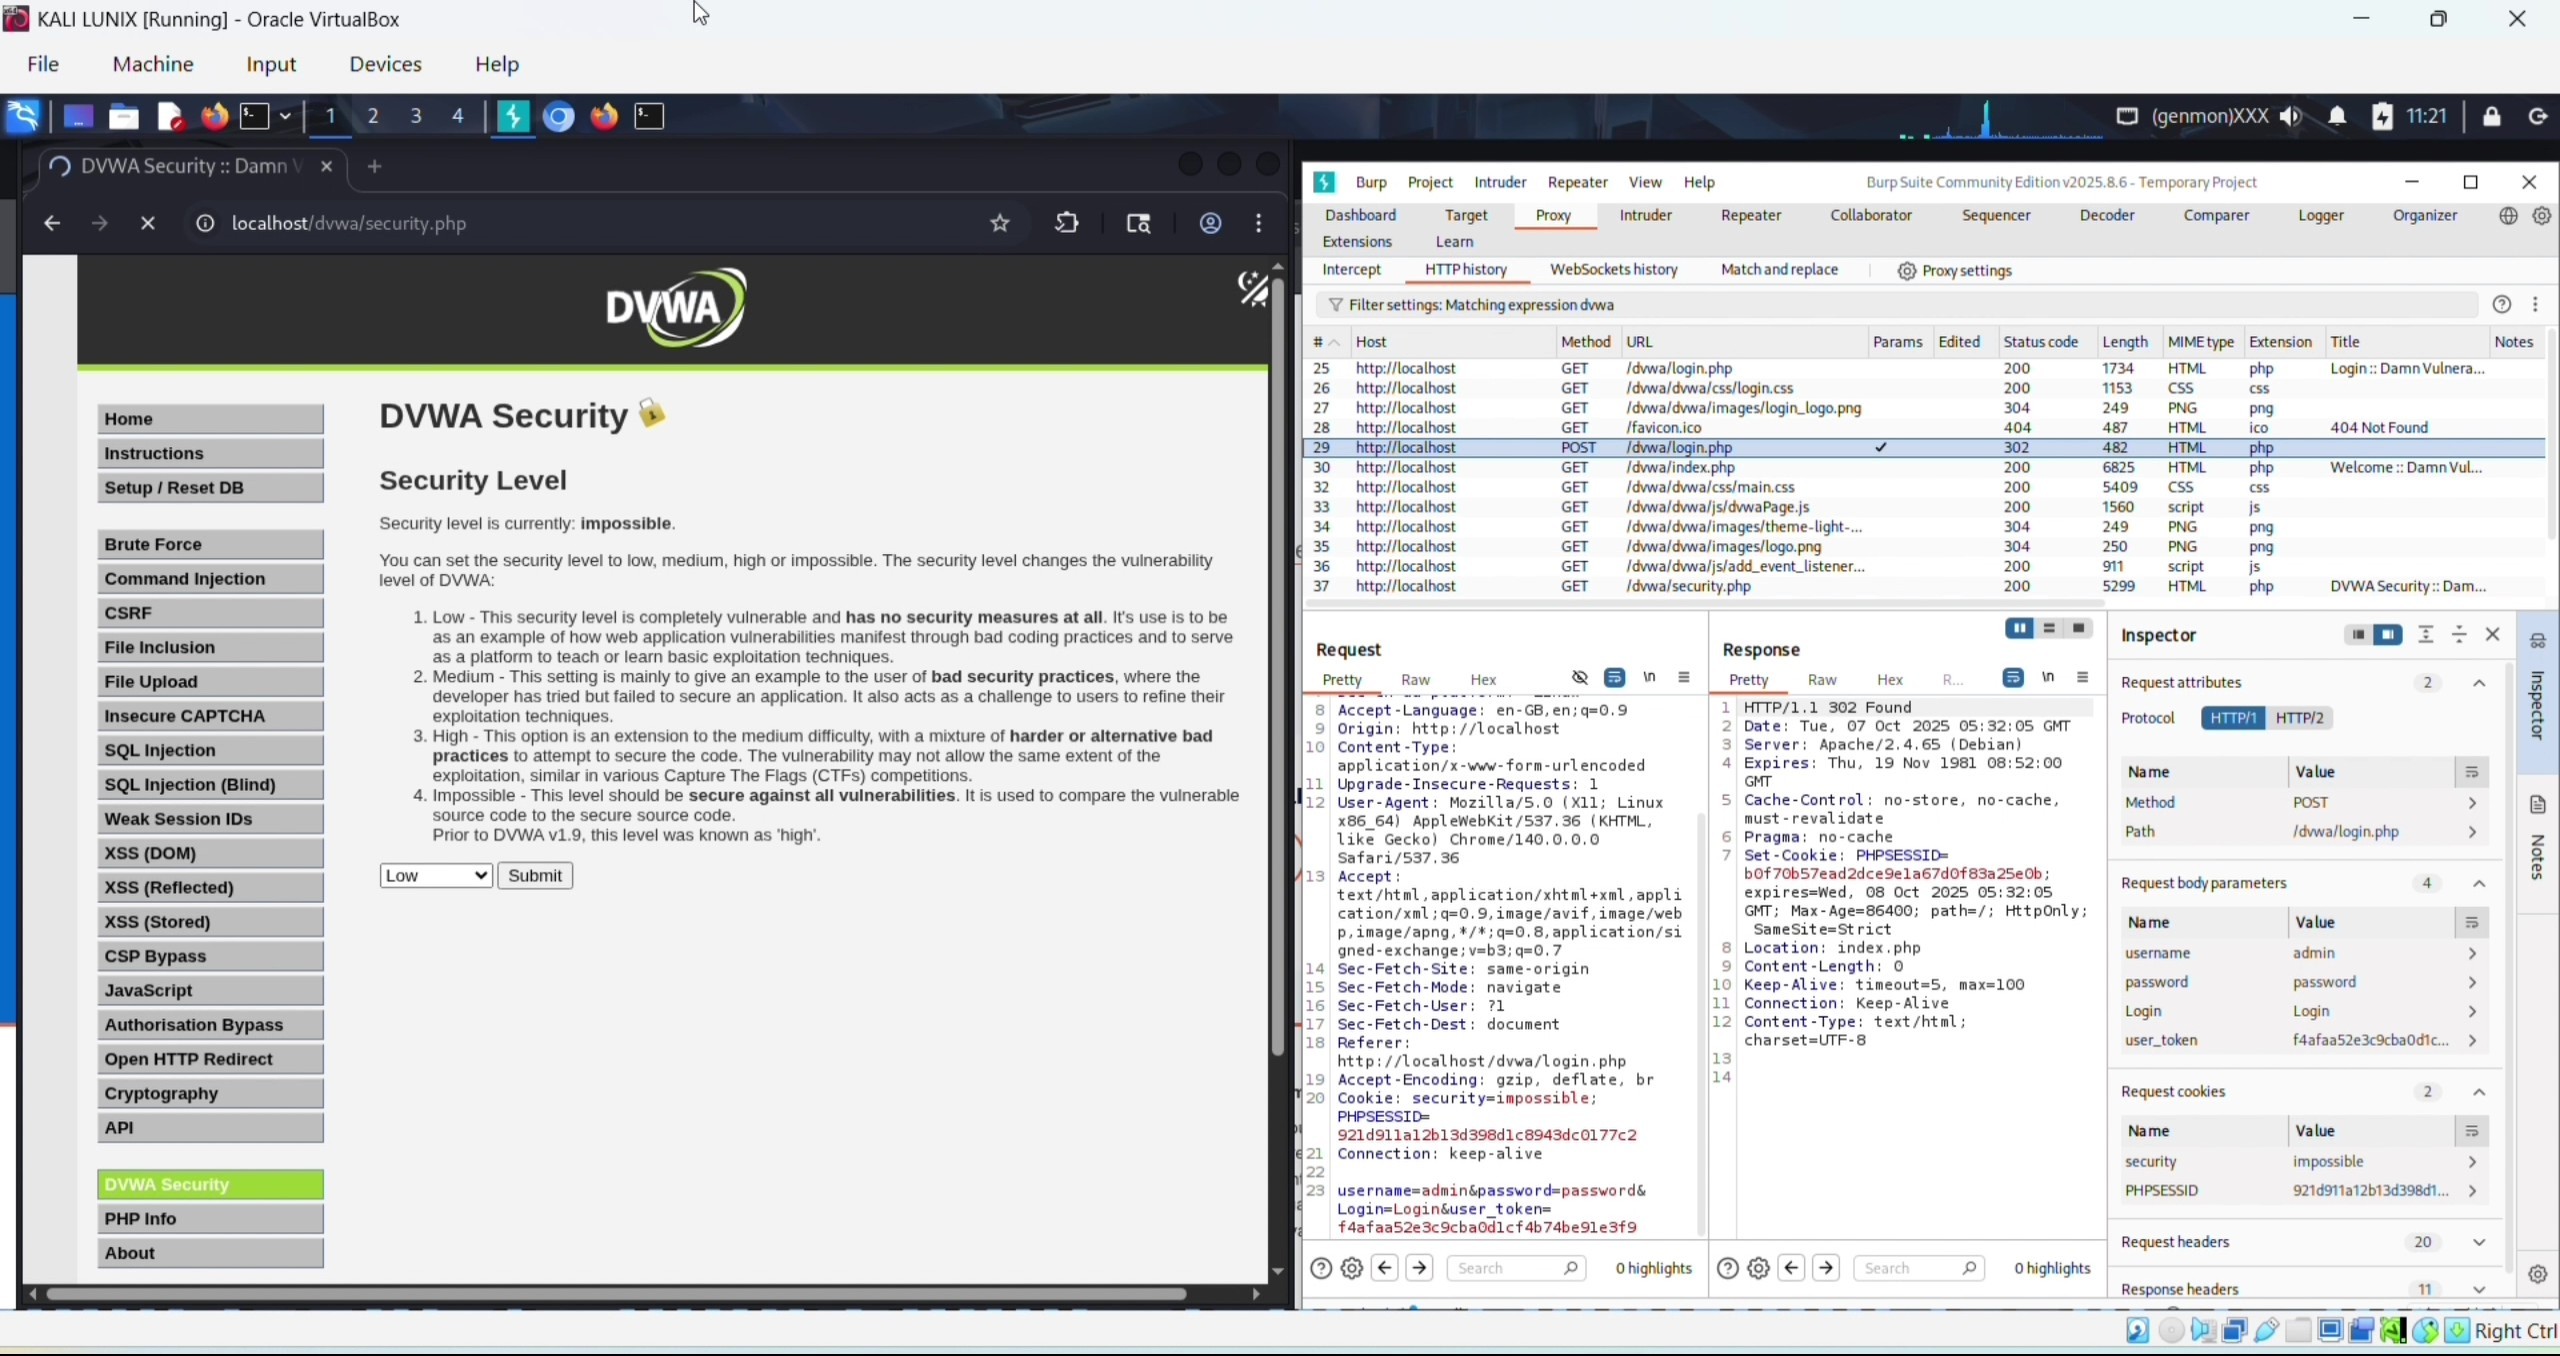 KALI LUNIX [Running] - Oracle VirtualBox
File Machine Input Devices Help
1 2 3 4
(genmon)XXX 11:21
DVWA Security :: Damn V
localhost/dvwa/security.php
DVWA
Home
Instructions
Setup / Reset DB
Brute Force
Command Injection
CSRF
File Inclusion
File Upload
Insecure CAPTCHA
SQL Injection
SQL Injection (Blind)
Weak Session IDs
XSS (DOM)
XSS (Reflected)
XSS (Stored)
CSP Bypass
JavaScript
Authorisation Bypass
Open HTTP Redirect
Cryptography
API
DVWA Security
PHP Info
About
DVWA Security
Security Level
Security level is currently: impossible.
You can set the security level to low, medium, high or impossible. The security level changes the vulnerability
level of DVWA:
1. Low - This security level is completely vulnerable and has no security measures at all. It's use is to be
as an example of how web application vulnerabilities manifest through bad coding practices and to serve
as a platform to teach or learn basic exploitation techniques.
2. Medium - This setting is mainly to give an example to the user of bad security practices, where the
developer has tried but failed to secure an application. It also acts as a challenge to users to refine their
exploitation techniques.
3. High - This option is an extension to the medium difficulty, with a mixture of harder or alternative bad
practices to attempt to secure the code. The vulnerability may not allow the same extent of the
exploitation, similar in various Capture The Flags (CTFs) competitions.
4. Impossible - This level should be secure against all vulnerabilities. It is used to compare the vulnerable
source code to the secure source code.
Prior to DVWA v1.9, this level was known as 'high'.
Low Submit
Burp Project Intruder Repeater View Help Burp Suite Community Edition v2025.8.6 - Temporary Project
Dashboard Target Proxy Intruder Repeater Collaborator Sequencer Decoder Comparer Logger Organizer
Extensions Learn
Intercept HTTP history WebSockets history Match and replace Proxy settings
Filter settings: Matching expression dvwa
# Host Method URL Params Edited Status code Length MIME type Extension Title Notes
25 http://localhost GET /dvwa/login.php 200 1734 HTML php Login :: Damn Vulnera...
26 http://localhost GET /dvwa/dvwa/css/login.css 200 1153 CSS css
27 http://localhost GET /dvwa/dvwa/images/login_logo.png 304 249 PNG png
28 http://localhost GET /favicon.ico 404 487 HTML ico 404 Not Found
29 http://localhost POST /dvwa/login.php ✓ 302 482 HTML php
30 http://localhost GET /dvwa/index.php 200 6825 HTML php Welcome :: Damn Vul...
32 http://localhost GET /dvwa/dvwa/css/main.css 200 5409 CSS css
33 http://localhost GET /dvwa/dvwa/js/dvwaPage.js 200 1560 script js
34 http://localhost GET /dvwa/dvwa/images/theme-light-... 304 249 PNG png
35 http://localhost GET /dvwa/dvwa/images/logo.png 304 250 PNG png
36 http://localhost GET /dvwa/dvwa/js/add_event_listener... 200 911 script js
37 http://localhost GET /dvwa/security.php 200 5299 HTML php DVWA Security :: Dam...
Request
Pretty Raw Hex \n
8 Accept-Language: en-GB,en;q=0.9
9 Origin: http://localhost
10 Content-Type:
application/x-www-form-urlencoded
11 Upgrade-Insecure-Requests: 1
12 User-Agent: Mozilla/5.0 (X11; Linux
x86_64) AppleWebKit/537.36 (KHTML,
like Gecko) Chrome/140.0.0.0
Safari/537.36
13 Accept:
text/html,application/xhtml+xml,appli
cation/xml;q=0.9,image/avif,image/web
p,image/apng,*/*;q=0.8,application/si
gned-exchange;v=b3;q=0.7
14 Sec-Fetch-Site: same-origin
15 Sec-Fetch-Mode: navigate
16 Sec-Fetch-User: ?1
17 Sec-Fetch-Dest: document
18 Referer:
http://localhost/dvwa/login.php
19 Accept-Encoding: gzip, deflate, br
20 Cookie: security=impossible;
PHPSESSID=
921d911a12b13d398d1c8943dc0177c2
21 Connection: keep-alive
22
23 username=admin&password=password&
Login=Login&user_token=
f4afaa52e3c9cba0d1cf4b74be91e3f9
Search 0 highlights
Response
Pretty Raw Hex R... \n
1 HTTP/1.1 302 Found
2 Date: Tue, 07 Oct 2025 05:32:05 GMT
3 Server: Apache/2.4.65 (Debian)
4 Expires: Thu, 19 Nov 1981 08:52:00
GMT
5 Cache-Control: no-store, no-cache,
must-revalidate
6 Pragma: no-cache
7 Set-Cookie: PHPSESSID=
b0f70b57ead2dce9e1a67d0f83a25e0b;
expires=Wed, 08 Oct 2025 05:32:05
GMT; Max-Age=86400; path=/; HttpOnly;
SameSite=Strict
8 Location: index.php
9 Content-Length: 0
10 Keep-Alive: timeout=5, max=100
11 Connection: Keep-Alive
12 Content-Type: text/html;
charset=UTF-8
13
14
Search 0 highlights
Inspector
Request attributes 2
Protocol HTTP/1 HTTP/2
Name Value
Method POST
Path /dvwa/login.php
Request body parameters 4
Name Value
username admin
password password
Login Login
user_token f4afaa52e3c9cba0d1c...
Request cookies 2
Name Value
security impossible
PHPSESSID 921d911a12b13d398d1...
Request headers 20
Response headers 11
Inspector
Notes
Right Ctrl